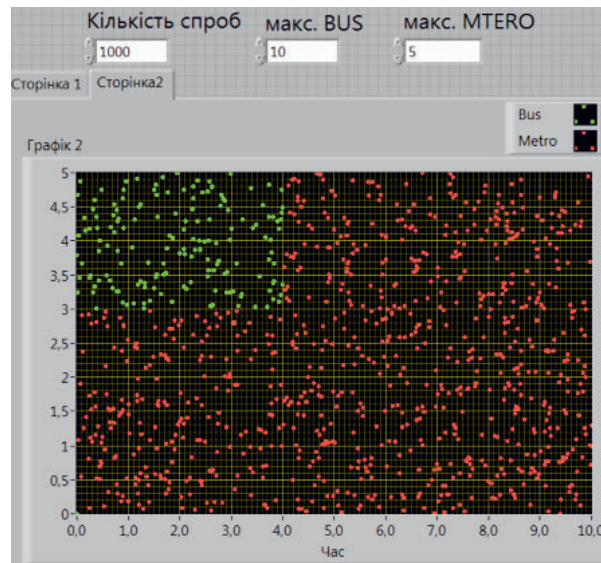 Кількість спроб макс. BUS макс. MTERO
1000 10 5
Сторінка 1 Сторінка2
Bus
Metro
Графік 2
5
4,5
4
3,5
3
2,5
2
1,5
1
0,5
0
0,0 1,0 2,0 3,0 4,0 5,0 6,0 7,0 8,0 9,0 10,0
Час